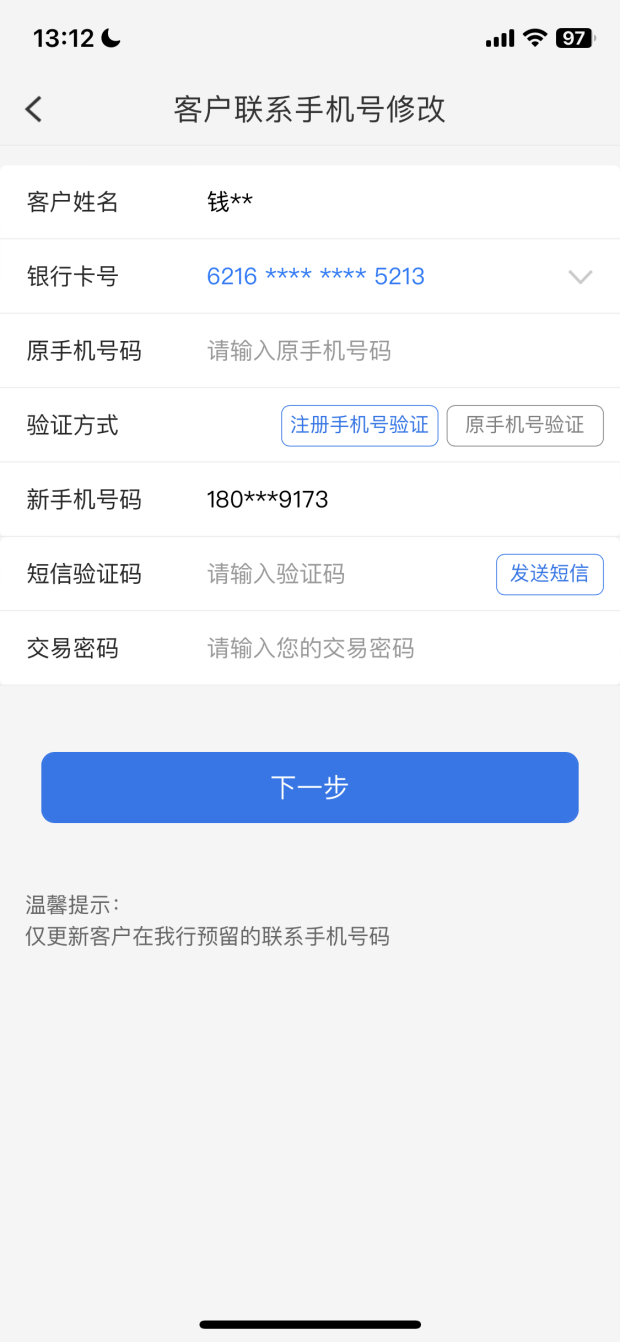 13:12
97
客户联系手机号修改
客户姓名 钱**
银行卡号 6216 **** **** 5213
原手机号码 请输入原手机号码
验证方式 注册手机号验证 原手机号验证
新手机号码 180***9173
短信验证码 请输入验证码 发送短信
交易密码 请输入您的交易密码
下一步
温馨提示:
仅更新客户在我行预留的联系手机号码